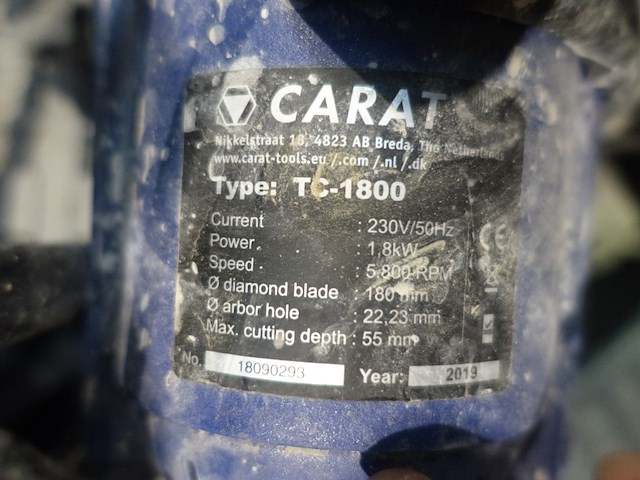 CARAT
Nikkelstraat 18, 4823 AB Breda, The Netherlands
www.carat-tools.eu /.com /.nl /.dk
Type: TC-1800
Current : 230V/50Hz
Power : 1,8kW
Speed : 5.800 RPM
Ø diamond blade : 180 mm
Ø arbor hole : 22,23 mm
Max. cutting depth : 55 mm
No. 18090293 Year: 2019
CE